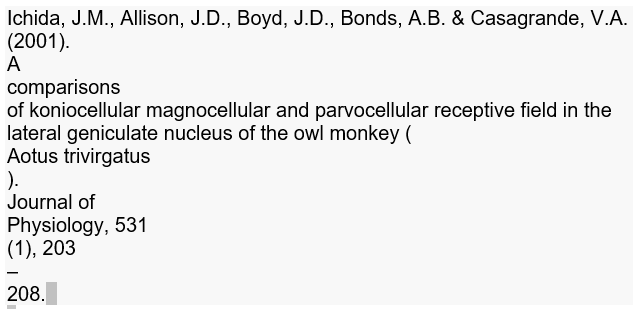 Ichida, J.M., Allison, J.D., Boyd, J.D., Bonds, A.B. & Casagrande, V.A.
(2001).
A
comparisons
of koniocellular magnocellular and parvocellular receptive field in the
lateral geniculate nucleus of the owl monkey (
Aotus trivirgatus
).
Journal of
Physiology, 531
(1), 203
–
208.